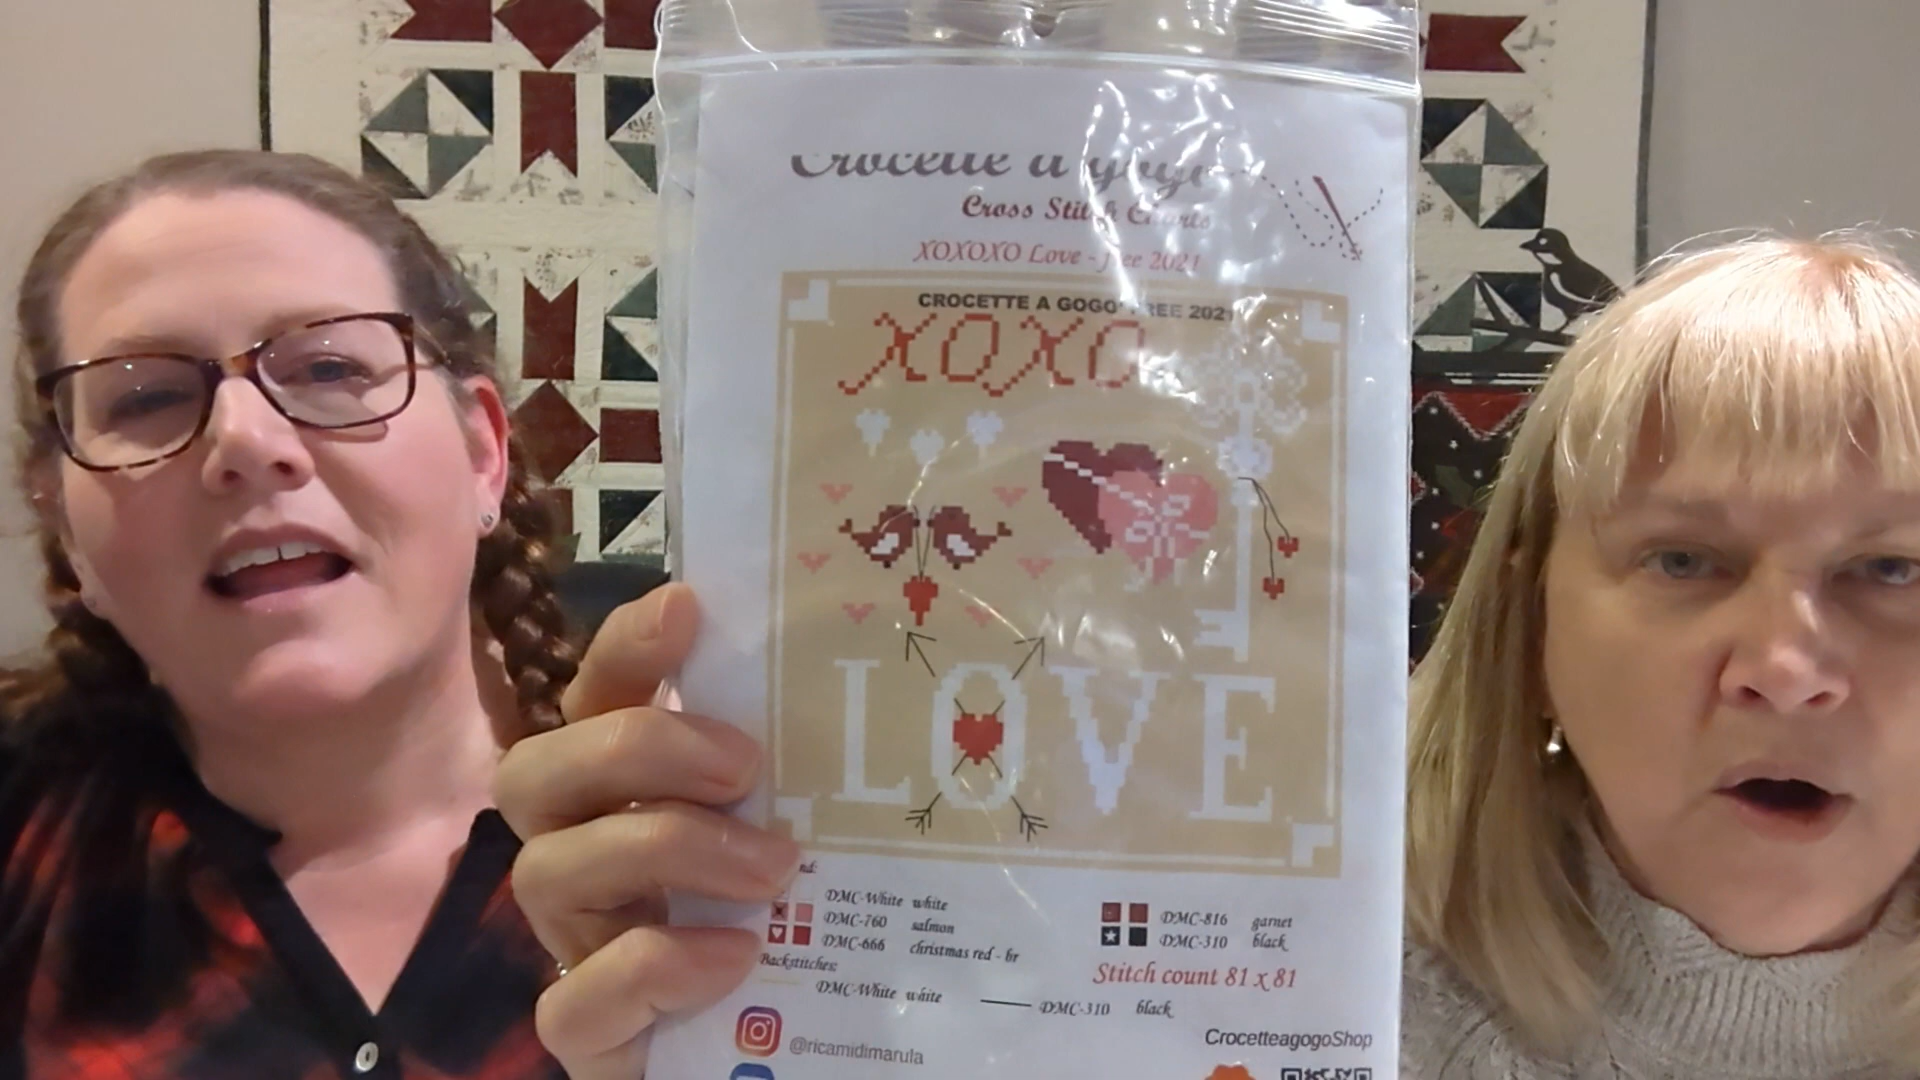 Crocette a gogo
Cross Stitch Charts
XOXOXO Love - free 2021
CROCETTE A GOGO' FREE 2021
XOXO
LOVE
DMC-White white
DMC-760 salmon
DMC-666 christmas red - br
DMC-816 garnet
DMC-310 black
Backstitches:
Stitch count 81 x 81
DMC-White white
DMC-310 black
@ricamidimarula
CrocetteagogoShop